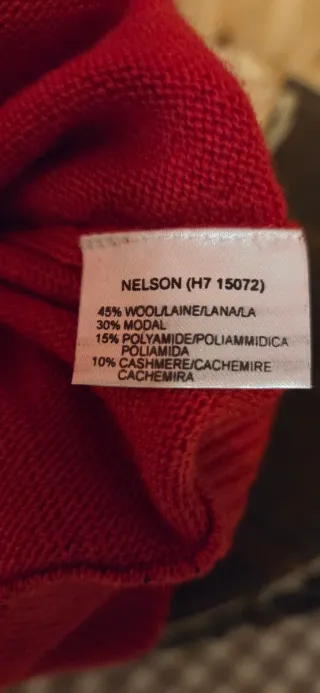 NELSON (H7 15072)
45% WOOL/LAINE/LANA/LA
30% MODAL
15% POLYAMIDE/POLIAMMIDICA
POLIAMIDA
10% CASHMERE/CACHEMIRE
CACHEMIRA